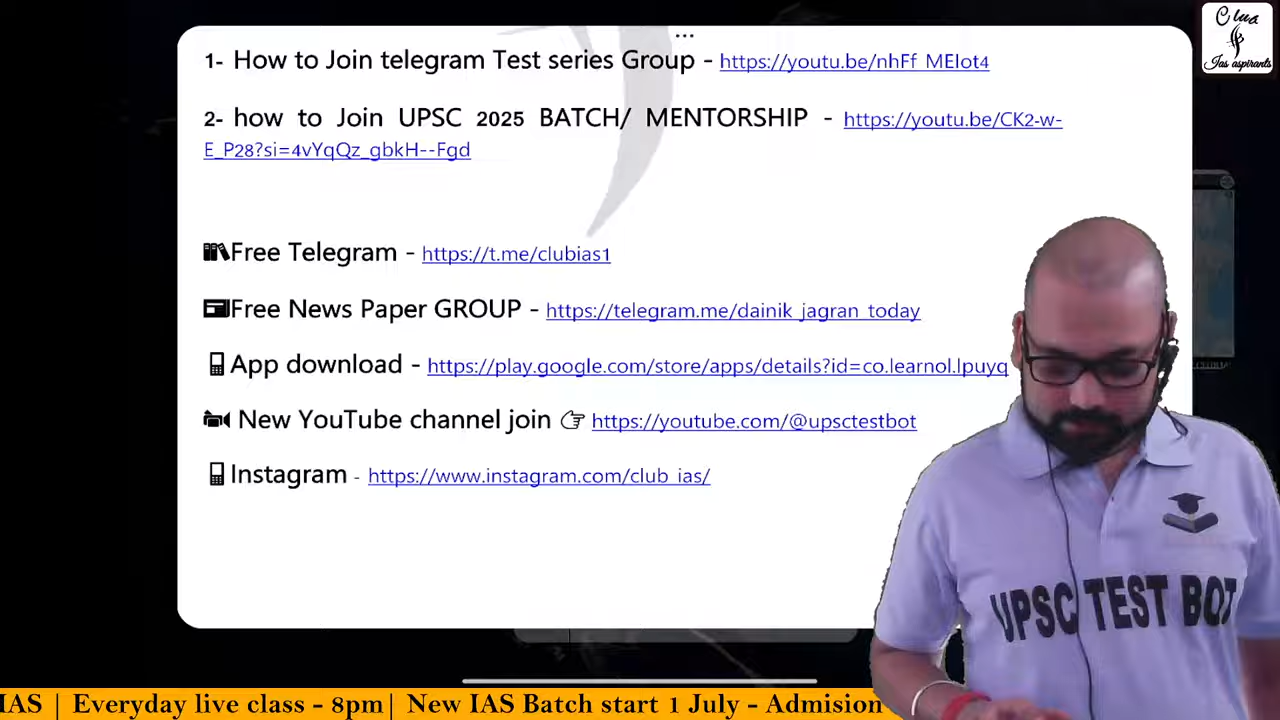 Club
Ias aspirants
...
1- How to Join telegram Test series Group - https://youtu.be/nhFf_MEIot4
2- how to Join UPSC 2025 BATCH/ MENTORSHIP - https://youtu.be/CK2-w-
E_P28?si=4vYqQz_gbkH--Fgd
Free Telegram - https://t.me/clubias1
Free News Paper GROUP - https://telegram.me/dainik_jagran_today
App download - https://play.google.com/store/apps/details?id=co.learnol.lpuyq
New YouTube channel join 👉 https://youtube.com/@upsctestbot
Instagram - https://www.instagram.com/club_ias/
UPSC TEST BOT
IAS | Everyday live class - 8pm| New IAS Batch start 1 July - Admision